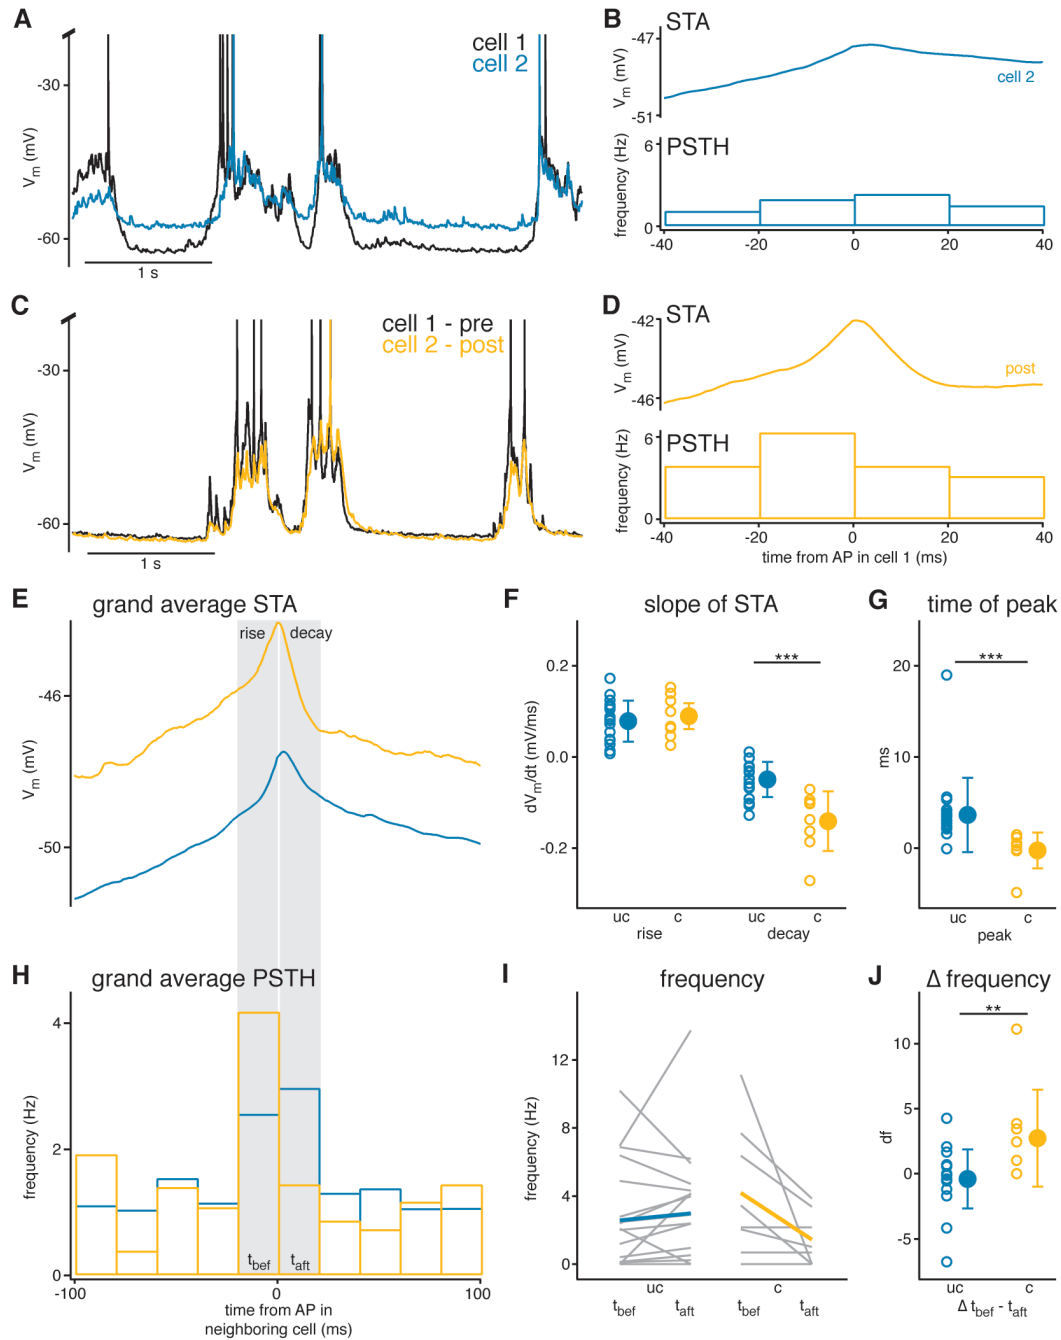 A
cell 1
cell 2
-30
-60
Vm (mV)
1 s
B
STA
-47
-51
Vm (mV)
cell 2
PSTH
6
0
frequency (Hz)
-40
-20
0
20
40
C
cell 1 - pre
cell 2 - post
-30
-60
Vm (mV)
1 s
D
STA
-42
-46
Vm (mV)
post
PSTH
6
0
frequency (Hz)
-40
-20
0
20
40
time from AP in cell 1 (ms)
E
grand average STA
rise
decay
-46
-50
Vm (mV)
F
slope of STA
***
0.2
0.0
-0.2
dVm/dt (mV/ms)
uc
c
uc
c
rise
decay
G
time of peak
***
20
10
0
ms
uc
c
peak
H
grand average PSTH
4
2
0
frequency (Hz)
tbef
taft
-100
0
100
time from AP in
neighboring cell (ms)
I
frequency
12
8
4
0
frequency (Hz)
uc
c
tbef
taft
tbef
taft
J
Δ frequency
**
10
5
0
-5
df
uc
c
Δ tbef - taft